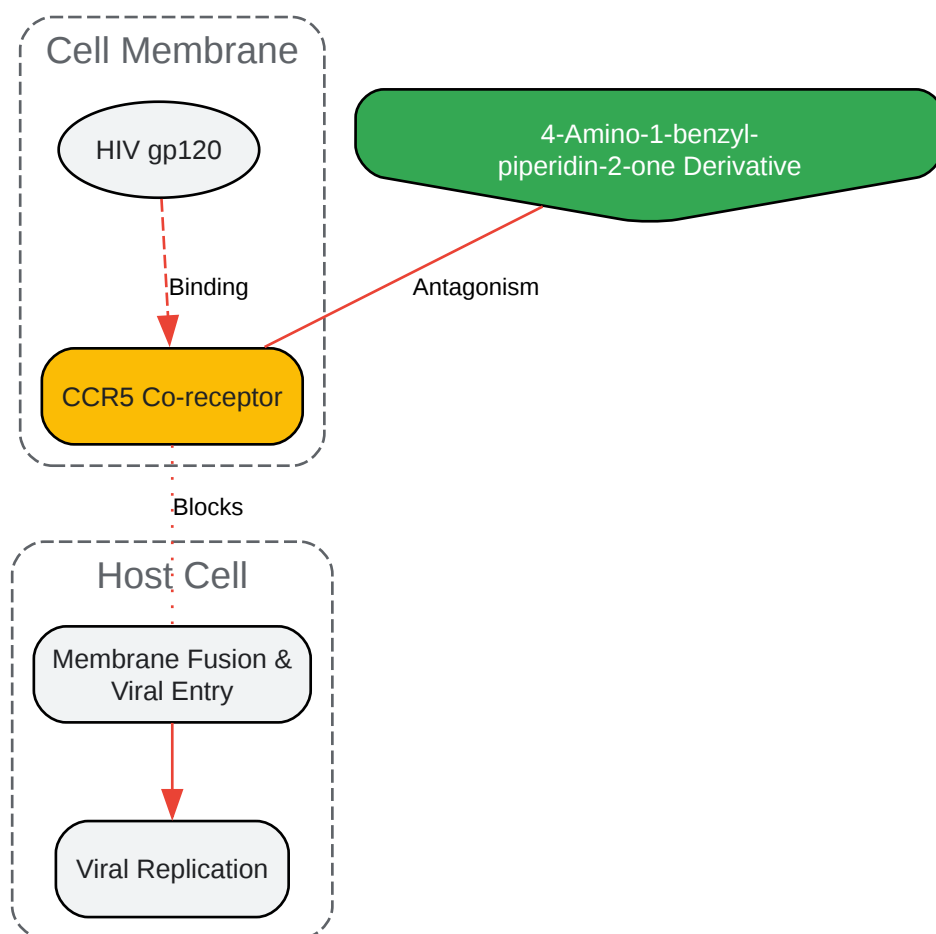 Cell Membrane
HIV gp120
4-Amino-1-benzyl-
piperidin-2-one Derivative
Binding
Antagonism
CCR5 Co-receptor
Blocks
Host Cell
Membrane Fusion &
Viral Entry
Viral Replication